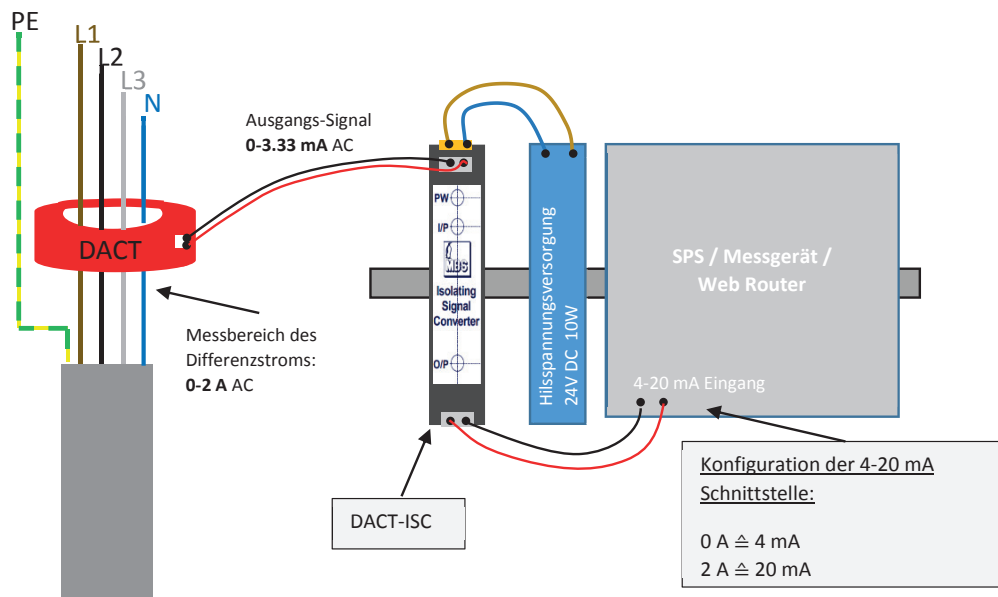 PE
L1
L2
L3
N
DACT
Messbereich des
Differenzstroms:
0-2 A AC
Ausgangs-Signal
0-3.33 mA AC
PW
I/P
MBS
Isolating
Signal
Converter
O/P
DACT-ISC
Hilsspannungsversorgung
24V DC 10W
SPS / Messgerät /
Web Router
4-20 mA Eingang
Konfiguration der 4-20 mA
Schnittstelle:
0 A ≙ 4 mA
2 A ≙ 20 mA